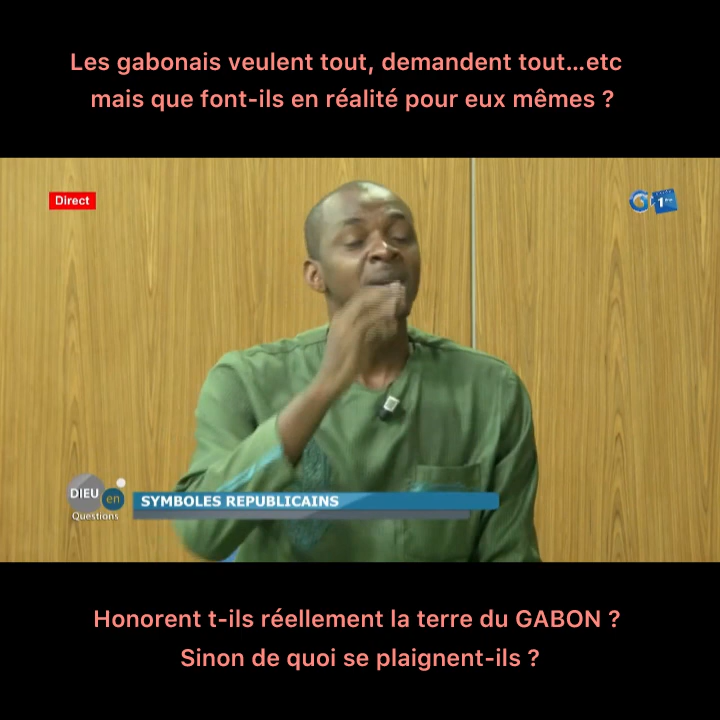 Les gabonais veulent tout, demandent tout...etc
mais que font-ils en réalité pour eux mêmes ?
Direct
G 1ère
DIEU en
Questions
SYMBOLES REPUBLICAINS
Honorent t-ils réellement la terre du GABON ?
Sinon de quoi se plaignent-ils ?